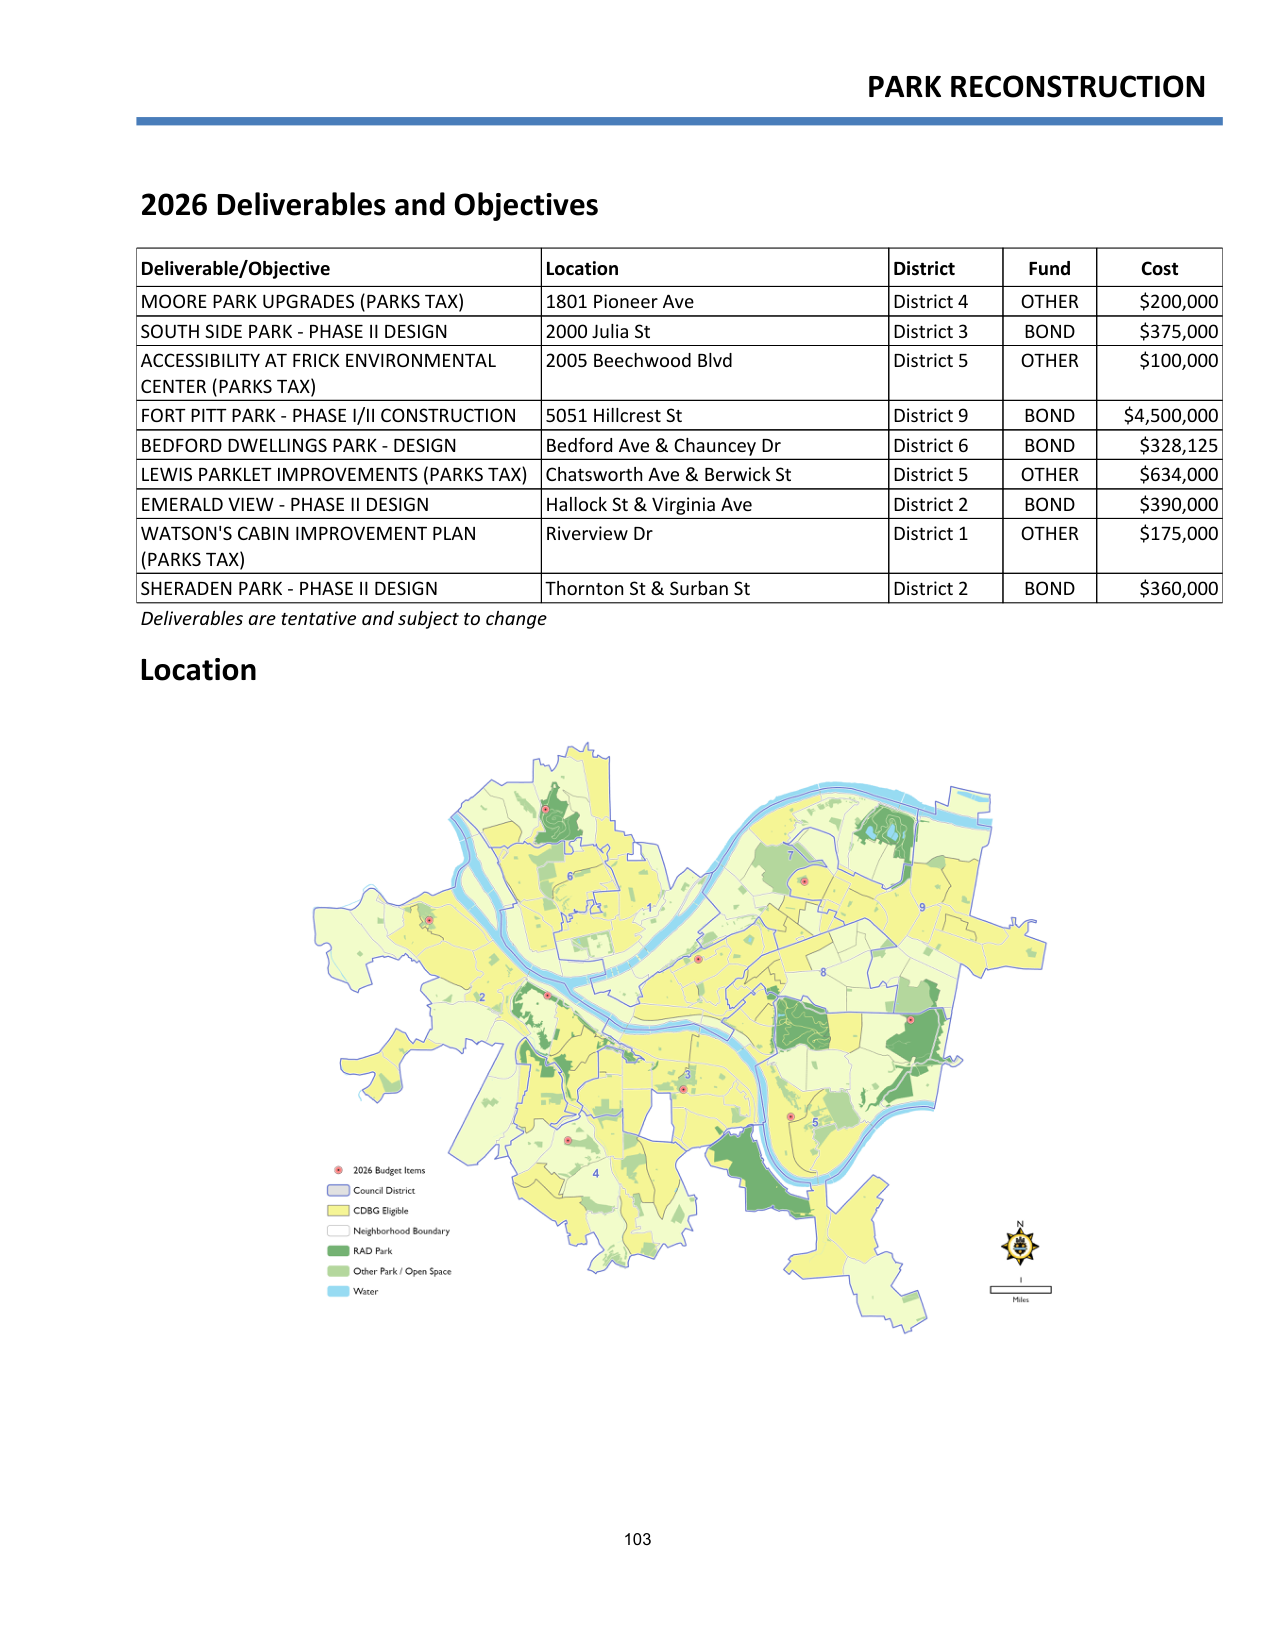 PARK RECONSTRUCTION
2026 Deliverables and Objectives
Deliverable/Objective Location District Fund Cost
MOORE PARK UPGRADES (PARKS TAX) 1801 Pioneer Ave District 4 OTHER $200,000
SOUTH SIDE PARK - PHASE II DESIGN 2000 Julia St District 3 BOND $375,000
ACCESSIBILITY AT FRICK ENVIRONMENTAL 2005 Beechwood Blvd District 5 OTHER $100,000
CENTER (PARKS TAX)
FORT PITT PARK - PHASE I/II CONSTRUCTION 5051 Hillcrest St District 9 BOND $4,500,000
BEDFORD DWELLINGS PARK - DESIGN Bedford Ave & Chauncey Dr District 6 BOND $328,125
LEWIS PARKLET IMPROVEMENTS (PARKS TAX) Chatsworth Ave & Berwick St District 5 OTHER $634,000
EMERALD VIEW - PHASE II DESIGN Hallock St & Virginia Ave District 2 BOND $390,000
WATSON'S CABIN IMPROVEMENT PLAN Riverview Dr District 1 OTHER $175,000
(PARKS TAX)
SHERADEN PARK - PHASE II DESIGN Thornton St & Surban St District 2 BOND $360,000
Deliverables are tentative and subject to change
Location
7
6
1
9
8
2
3
5
4
2026 Budget Items
Council District
CDBG Eligible
Neighborhood Boundary
RAD Park
Other Park / Open Space
Water
N
1
Miles
103